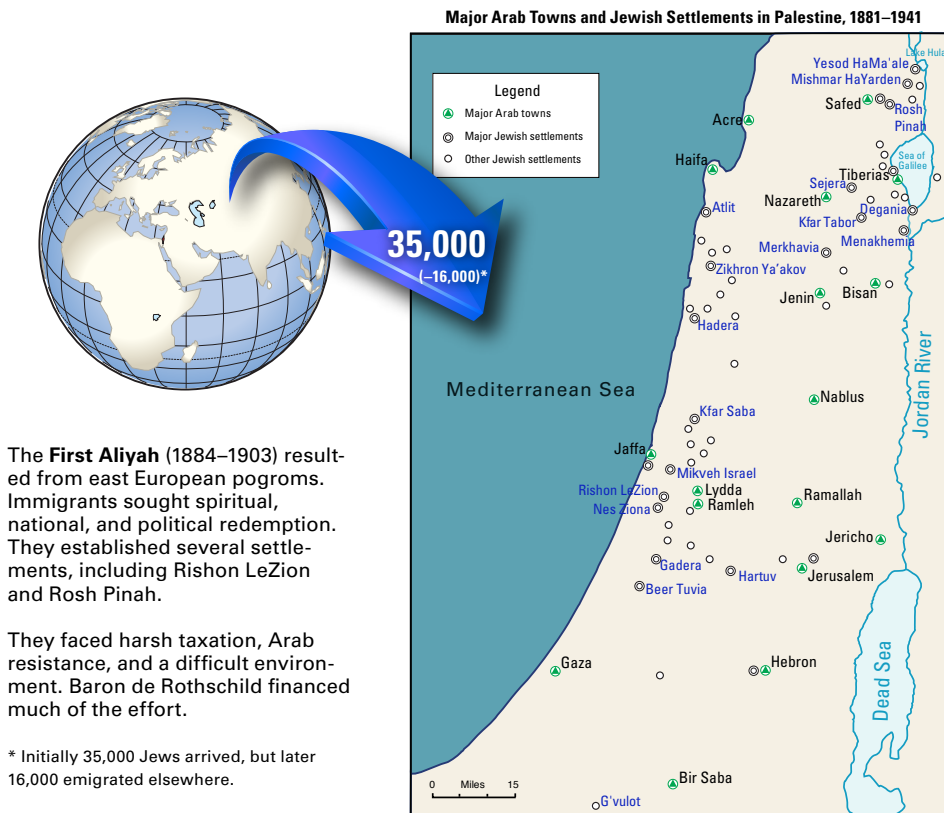 Major Arab Towns and Jewish Settlements in Palestine, 1881–1941
Legend
Major Arab towns
Major Jewish settlements
Other Jewish settlements
35,000
(–16,000)*
Lake Hula
Yesod HaMa'ale
Mishmar HaYarden
Safed
Rosh
Pinah
Acre
Haifa
Sea of
Galilee
Tiberias
Sejera
Nazareth
Atlit
Degania
Kfar Tabor
Menakhemia
Merkhavia
Zikhron Ya'akov
Jenin
Bisan
Hadera
Mediterranean Sea
Jordan River
Nablus
Kfar Saba
Jaffa
Mikveh Israel
Rishon LeZion
Lydda
Nes Ziona
Ramleh
Ramallah
Jericho
Gadera
Hartuv
Jerusalem
Beer Tuvia
Gaza
Hebron
Dead Sea
Bir Saba
0 Miles 15
G'vulot
The First Aliyah (1884–1903) result-
ed from east European pogroms.
Immigrants sought spiritual,
national, and political redemption.
They established several settle-
ments, including Rishon LeZion
and Rosh Pinah.
They faced harsh taxation, Arab
resistance, and a difficult environ-
ment. Baron de Rothschild financed
much of the effort.
* Initially 35,000 Jews arrived, but later
16,000 emigrated elsewhere.